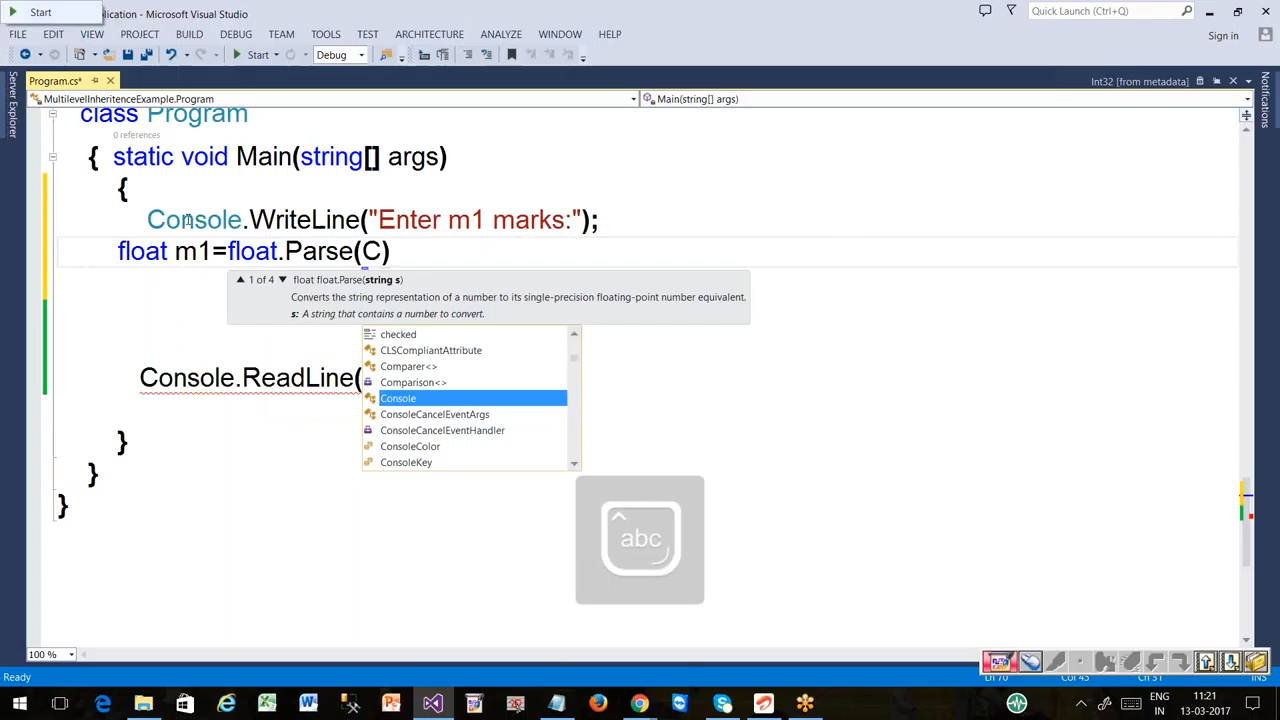 Start
plication - Microsoft Visual Studio
Quick Launch (Ctrl+Q)
FILE EDIT VIEW PROJECT BUILD DEBUG TEAM TOOLS TEST ARCHITECTURE ANALYZE WINDOW HELP
Sign in
Start Debug
Program.cs*
Int32 [from metadata]
MultilevelInheritenceExample.Program
Main(string[] args)
Server Explorer
Notifications
class Program
0 references
{ static void Main(string[] args)
{
Console.WriteLine("Enter m1 marks:");
float m1=float.Parse(C)
1 of 4 float float.Parse(string s)
Converts the string representation of a number to its single-precision floating-point number equivalent.
s: A string that contains a number to convert.
checked
CLSCompliantAttribute
Comparer<>
Comparison<>
Console.ReadLine(
Console
ConsoleCancelEventArgs
ConsoleCancelEventHandler
ConsoleColor
ConsoleKey
}
}
}
abc
100 %
Ready
INS
ENG
IN
11:21
13-03-2017